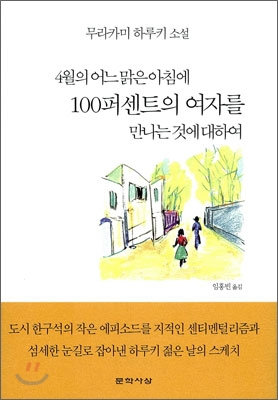 무라카미 하루키 소설
4월의 어느 맑은 아침에
100퍼센트의 여자를
만나는 것에 대하여
임홍빈 옮김
도시 한구석의 작은 에피소드를 지적인 센티멘털리즘과
섬세한 눈길로 잡아낸 하루키 젊은 날의 스케치
문학사상